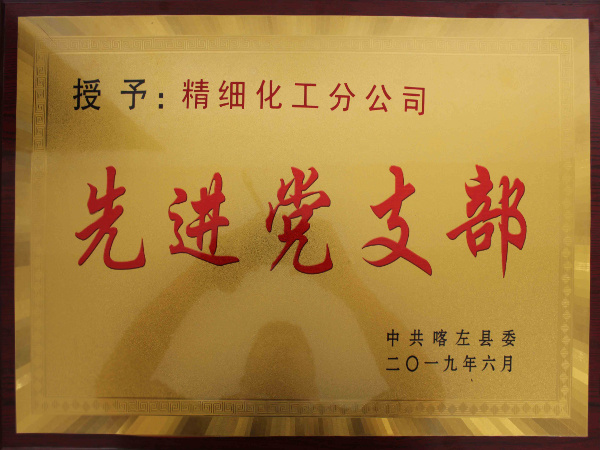 授予：精细化工分公司
先进党支部
中共喀左县委
二〇一九年六月